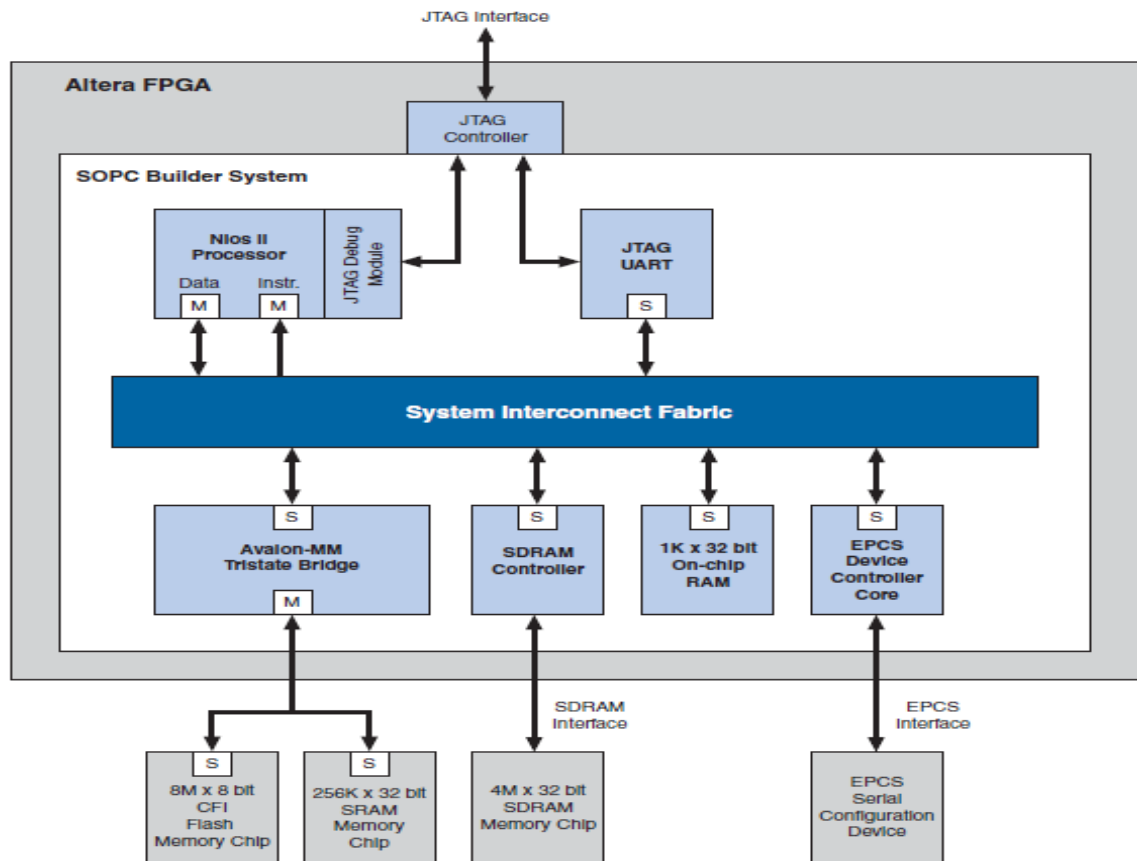 JTAG Interface
Altera FPGA
JTAG
Controller
SOPC Builder System
Nios II
Processor
Data
Instr.
M
M
JTAG Debug
Module
JTAG
UART
S
System Interconnect Fabric
S
Avalon-MM
Tristate Bridge
M
S
SDRAM
Controller
S
1K x 32 bit
On-chip
RAM
S
EPCS
Device
Controller
Core
SDRAM
Interface
EPCS
Interface
S
8M x 8 bit
CFI
Flash
Memory Chip
S
256K x 32 bit
SRAM
Memory
Chip
4M x 32 bit
SDRAM
Memory Chip
EPCS
Serial
Configuration
Device